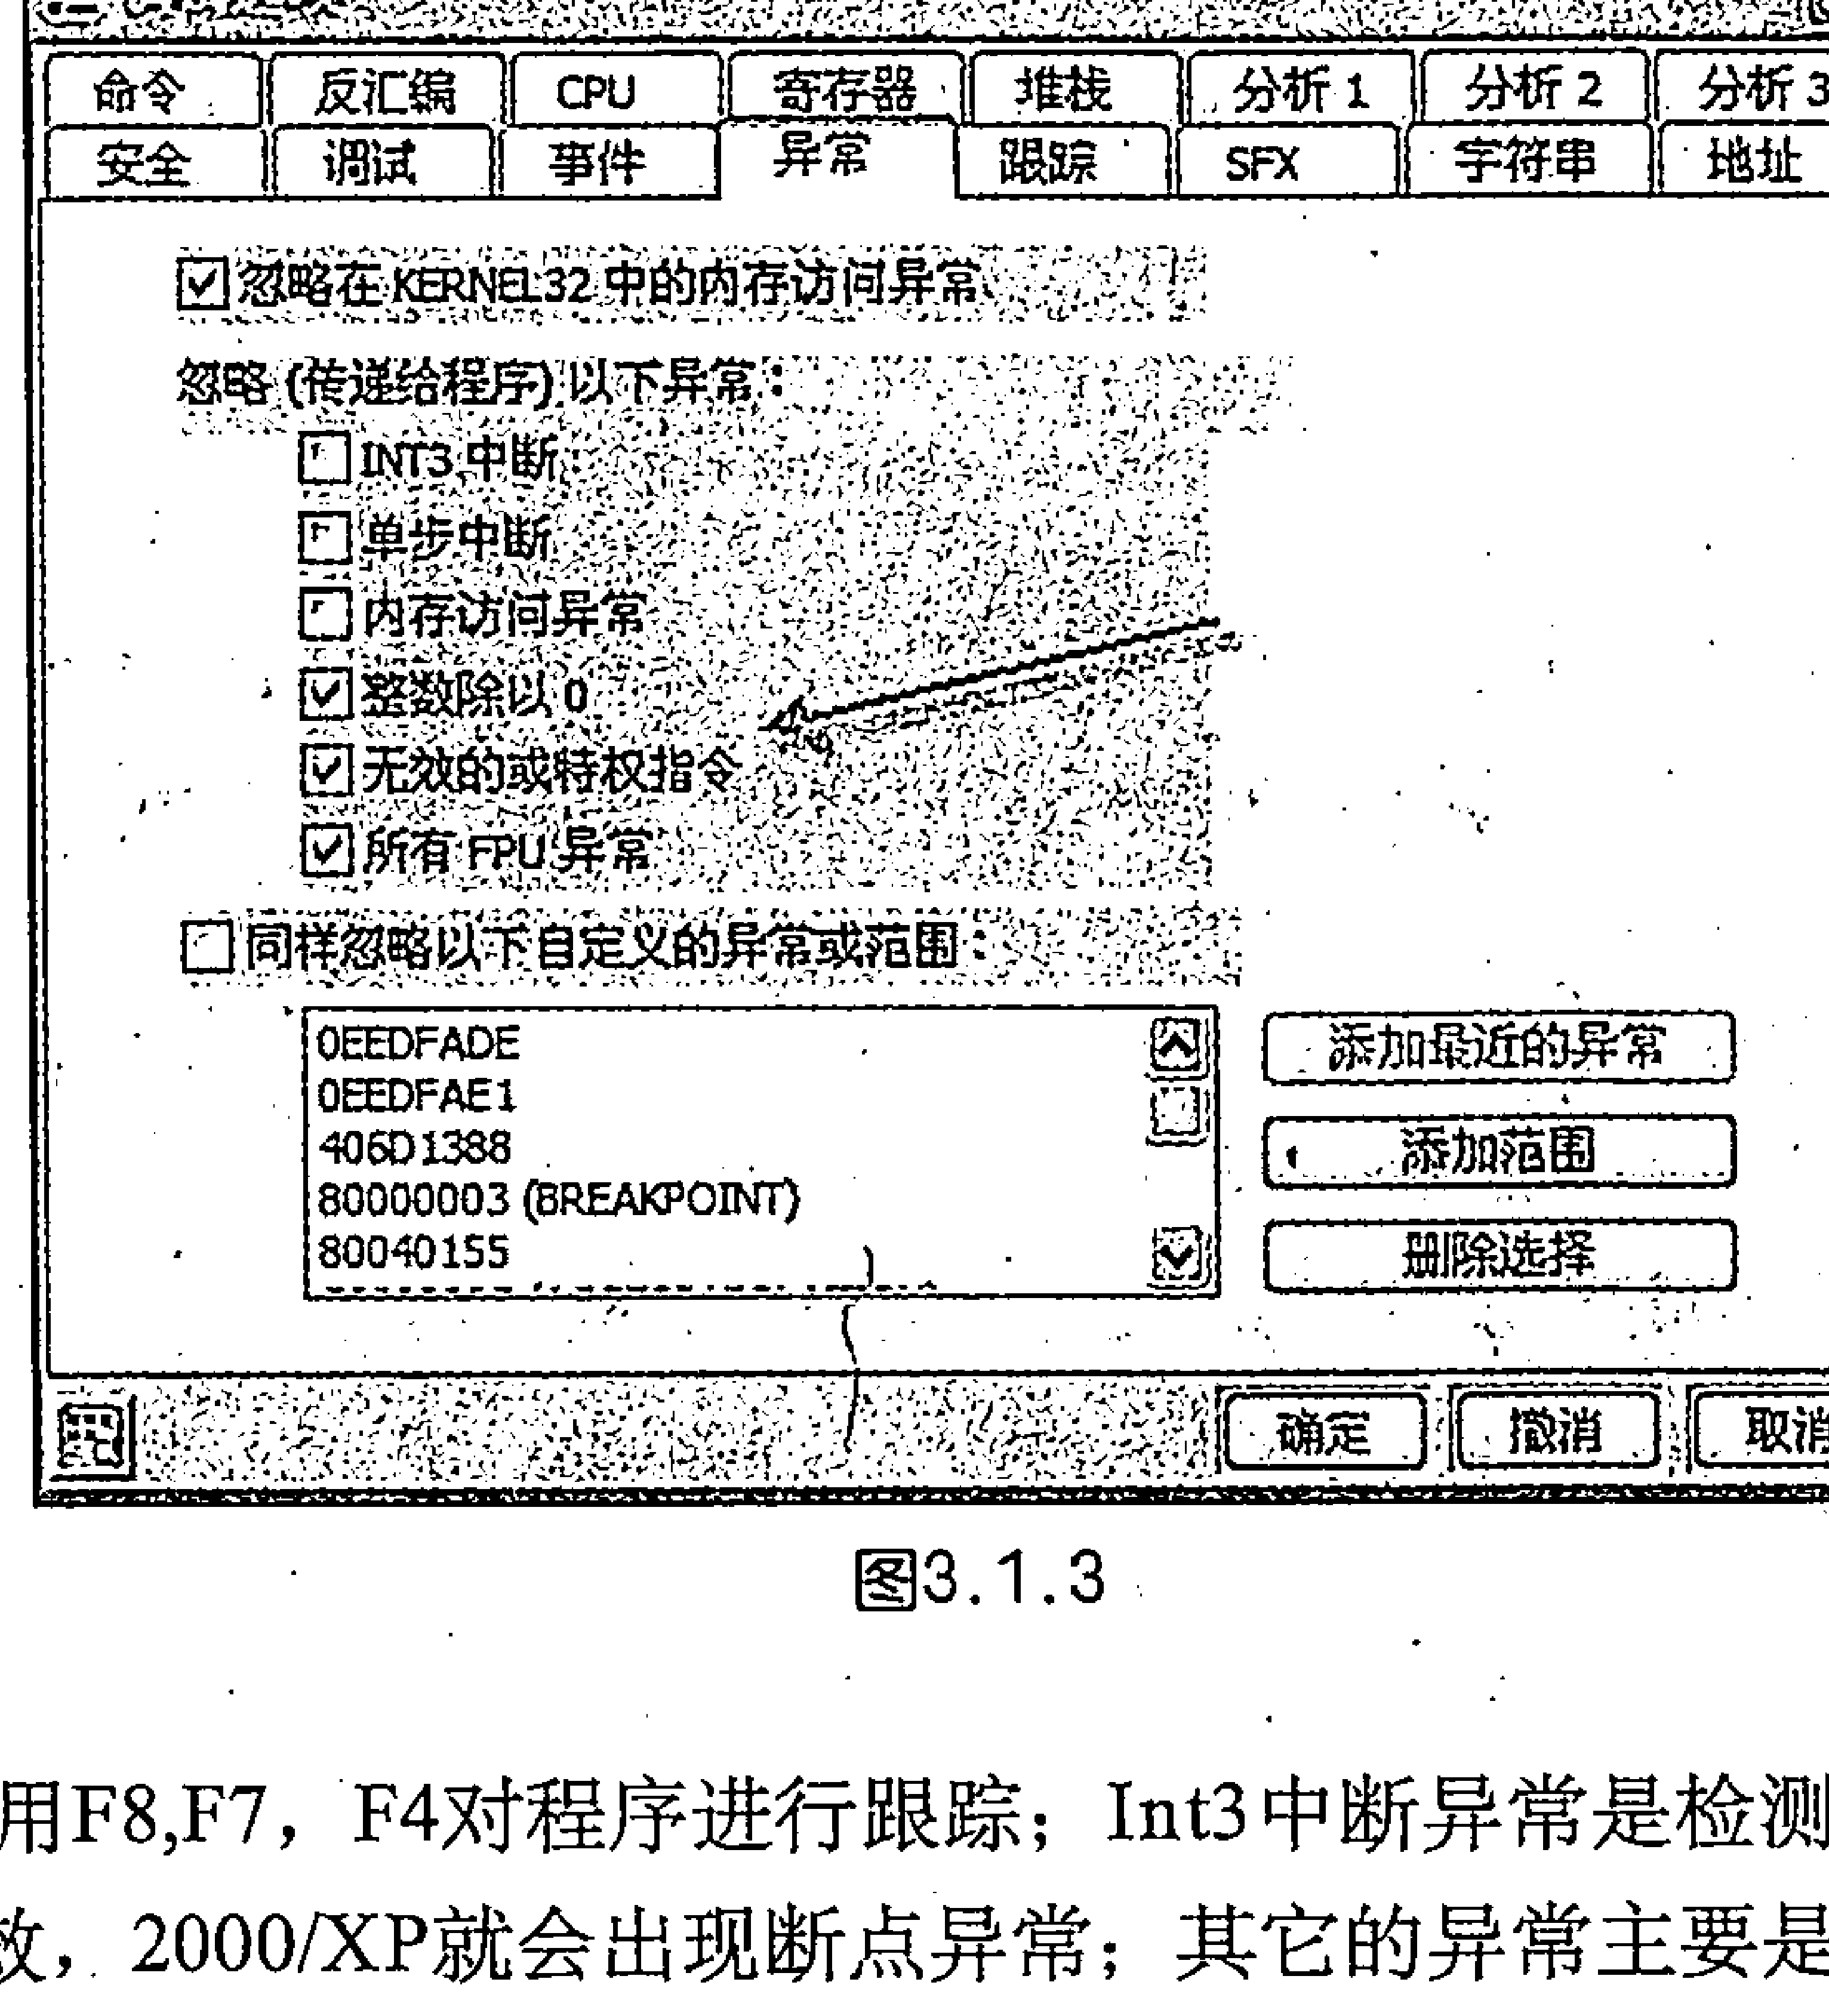 命令 反汇编 CPU 寄存器 堆栈 分析 1 分析 2 分析 3
安全 调试 事件 异常 跟踪 SFX 字符串 地址
忽略在 KERNEL32 中的内存访问异常
忽略 (传递给程序) 以下异常：
INT3 中断
单步中断
内存访问异常
整数除以 0
无效的或特权指令
所有 FPU 异常
同样忽略以下自定义的异常或范围：
0EEDFADE
0EEDFAE1
406D1388
80000003 (BREAKPOINT)
80040155
添加最近的异常
添加范围
删除选择
确定 撤消 取消
图3.1.3
用F8,F7，F4对程序进行跟踪；Int3中断异常是检测
，2000/XP就会出现断点异常；其它的异常主要是